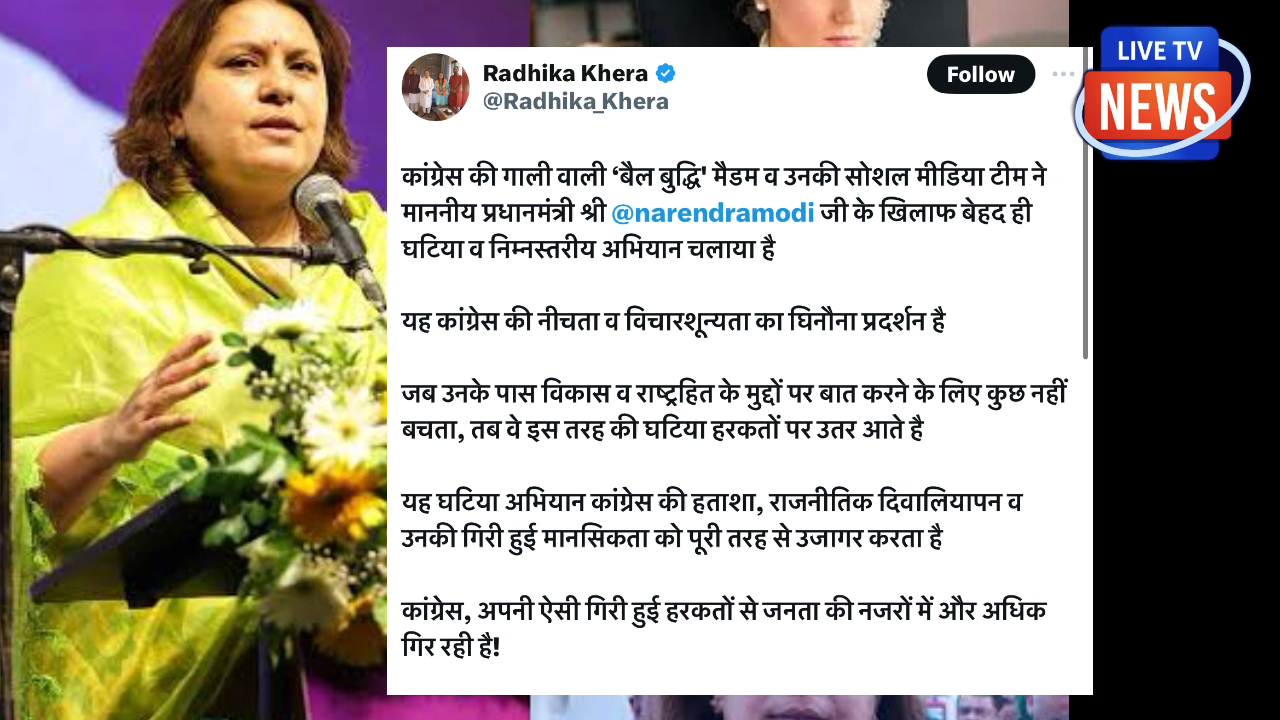 LIVE TV
NEWS
Radhika Khera
Follow
@Radhika_Khera
कांग्रेस की गाली वाली ‘बैल बुद्धि' मैडम व उनकी सोशल मीडिया टीम ने
माननीय प्रधानमंत्री श्री @narendramodi जी के खिलाफ बेहद ही
घटिया व निम्नस्तरीय अभियान चलाया है
यह कांग्रेस की नीचता व विचारशून्यता का घिनौना प्रदर्शन है
जब उनके पास विकास व राष्ट्रहित के मुद्दों पर बात करने के लिए कुछ नहीं
बचता, तब वे इस तरह की घटिया हरकतों पर उतर आते है
यह घटिया अभियान कांग्रेस की हताशा, राजनीतिक दिवालियापन व
उनकी गिरी हुई मानसिकता को पूरी तरह से उजागर करता है
कांग्रेस, अपनी ऐसी गिरी हुई हरकतों से जनता की नजरों में और अधिक
गिर रही है!